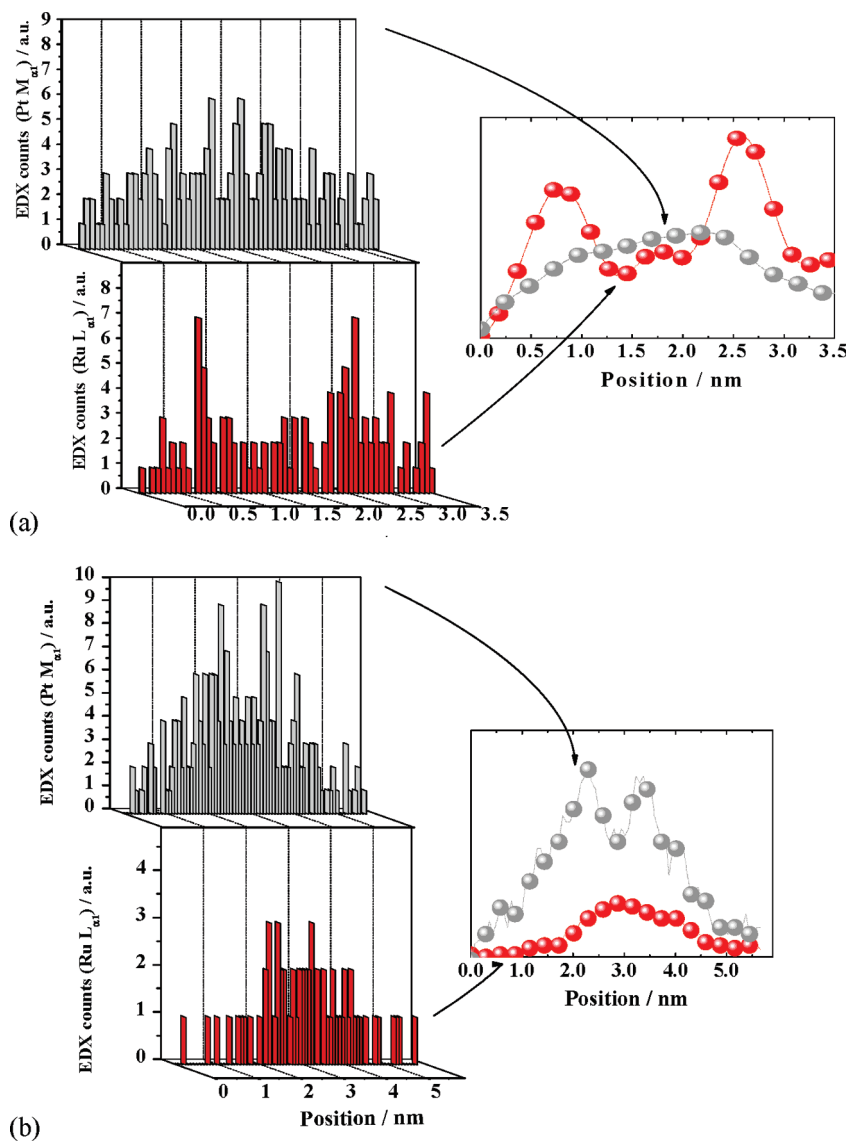 9
8
7
6
5
4
3
2
1
0
EDX counts (Pt Mα1) / a.u.
8
7
6
5
4
3
2
1
0
EDX counts (Ru Lα1) / a.u.
0.0 0.5 1.0 1.5 2.0 2.5 3.0 3.5
0.0 0.5 1.0 1.5 2.0 2.5 3.0 3.5
Position / nm
(a)
10
9
8
7
6
5
4
3
2
1
0
EDX counts (Pt Mα1) / a.u.
4
3
2
1
0
EDX counts (Ru Lα1) / a.u.
0 1 2 3 4 5
Position / nm
0.0 1.0 2.0 3.0 4.0 5.0
Position / nm
(b)